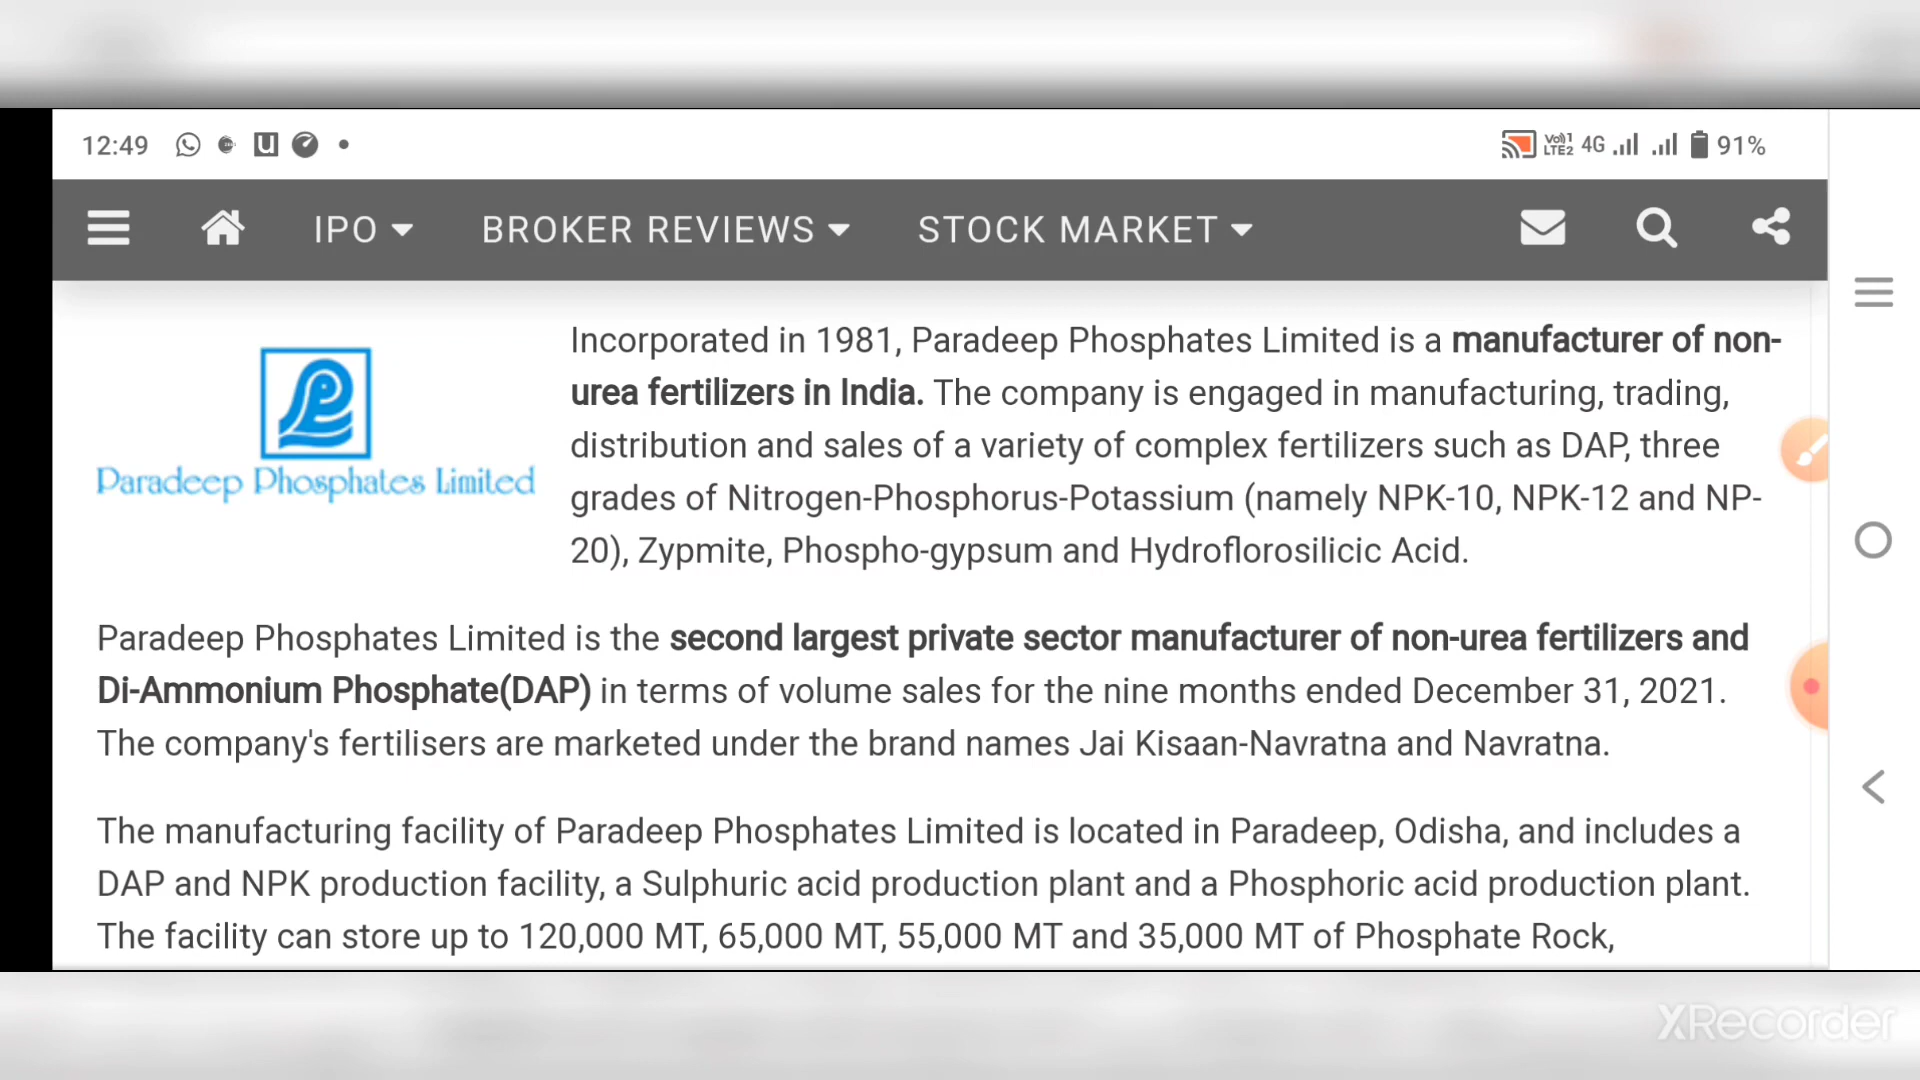 12:49
Vo)) 1 LTE2 4G 91%
IPO BROKER REVIEWS STOCK MARKET
Paradeep Phosphates Limited
Incorporated in 1981, Paradeep Phosphates Limited is a manufacturer of non-
urea fertilizers in India. The company is engaged in manufacturing, trading,
distribution and sales of a variety of complex fertilizers such as DAP, three
grades of Nitrogen-Phosphorus-Potassium (namely NPK-10, NPK-12 and NP-
20), Zypmite, Phospho-gypsum and Hydroflorosilicic Acid.
Paradeep Phosphates Limited is the second largest private sector manufacturer of non-urea fertilizers and
Di-Ammonium Phosphate(DAP) in terms of volume sales for the nine months ended December 31, 2021.
The company's fertilisers are marketed under the brand names Jai Kisaan-Navratna and Navratna.
The manufacturing facility of Paradeep Phosphates Limited is located in Paradeep, Odisha, and includes a
DAP and NPK production facility, a Sulphuric acid production plant and a Phosphoric acid production plant.
The facility can store up to 120,000 MT, 65,000 MT, 55,000 MT and 35,000 MT of Phosphate Rock,
XRecorder